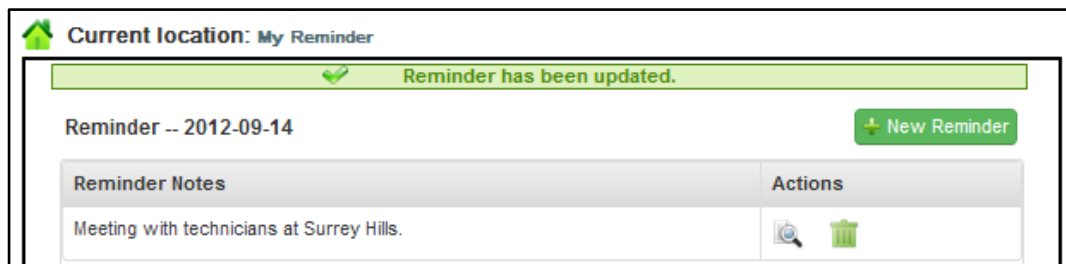 Current location: My Reminder
Reminder has been updated.
Reminder -- 2012-09-14
New Reminder
Reminder Notes Actions
Meeting with technicians at Surrey Hills.